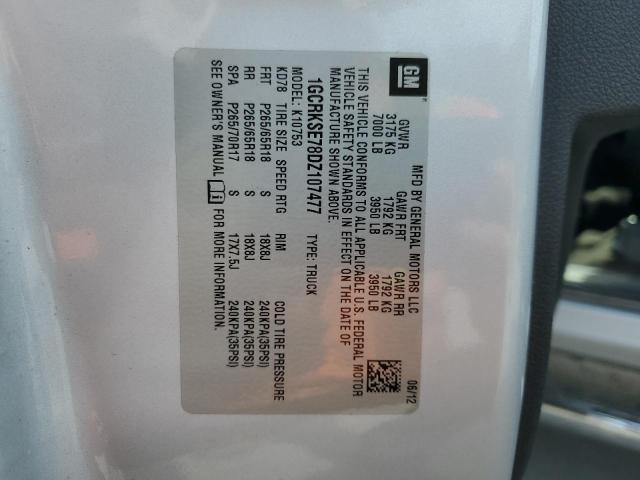 GM
MFD BY GENERAL MOTORS LLC 06/12
GVWR GAWR FRT GAWR RR
3175 KG 1792 KG 1792 KG
7000 LB 3950 LB 3950 LB
THIS VEHICLE CONFORMS TO ALL APPLICABLE U.S. FEDERAL MOTOR
VEHICLE SAFETY STANDARDS IN EFFECT ON THE DATE OF
MANUFACTURE SHOWN ABOVE.
1GCRKSE78DZ107477 TYPE: TRUCK
MODEL: K10753
KD78 TIRE SIZE SPEED RTG RIM COLD TIRE PRESSURE
FRT P265/65R18 S 18X8J 240KPA(35PSI)
RR P265/65R18 S 18X8J 240KPA(35PSI)
SPA P265/70R17 S 17X7.5J 240KPA(35PSI)
SEE OWNER'S MANUAL FOR MORE INFORMATION.